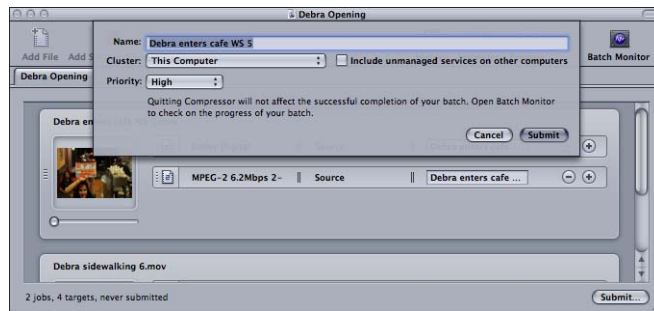 Debra Opening
Add File Add S
Batch Monitor
Name: Debra enters cafe WS 5
Cluster: This Computer
Include unmanaged services on other computers
Priority: High
Quitting Compressor will not affect the successful completion of your batch. Open Batch Monitor
to check on the progress of your batch.
Cancel Submit
Debra Opening
Debra en
MPEG-2 6.2Mbps 2- Source Debra enters cafe ...
Debra sidewalking 6.mov
2 jobs, 4 targets, never submitted
Submit...